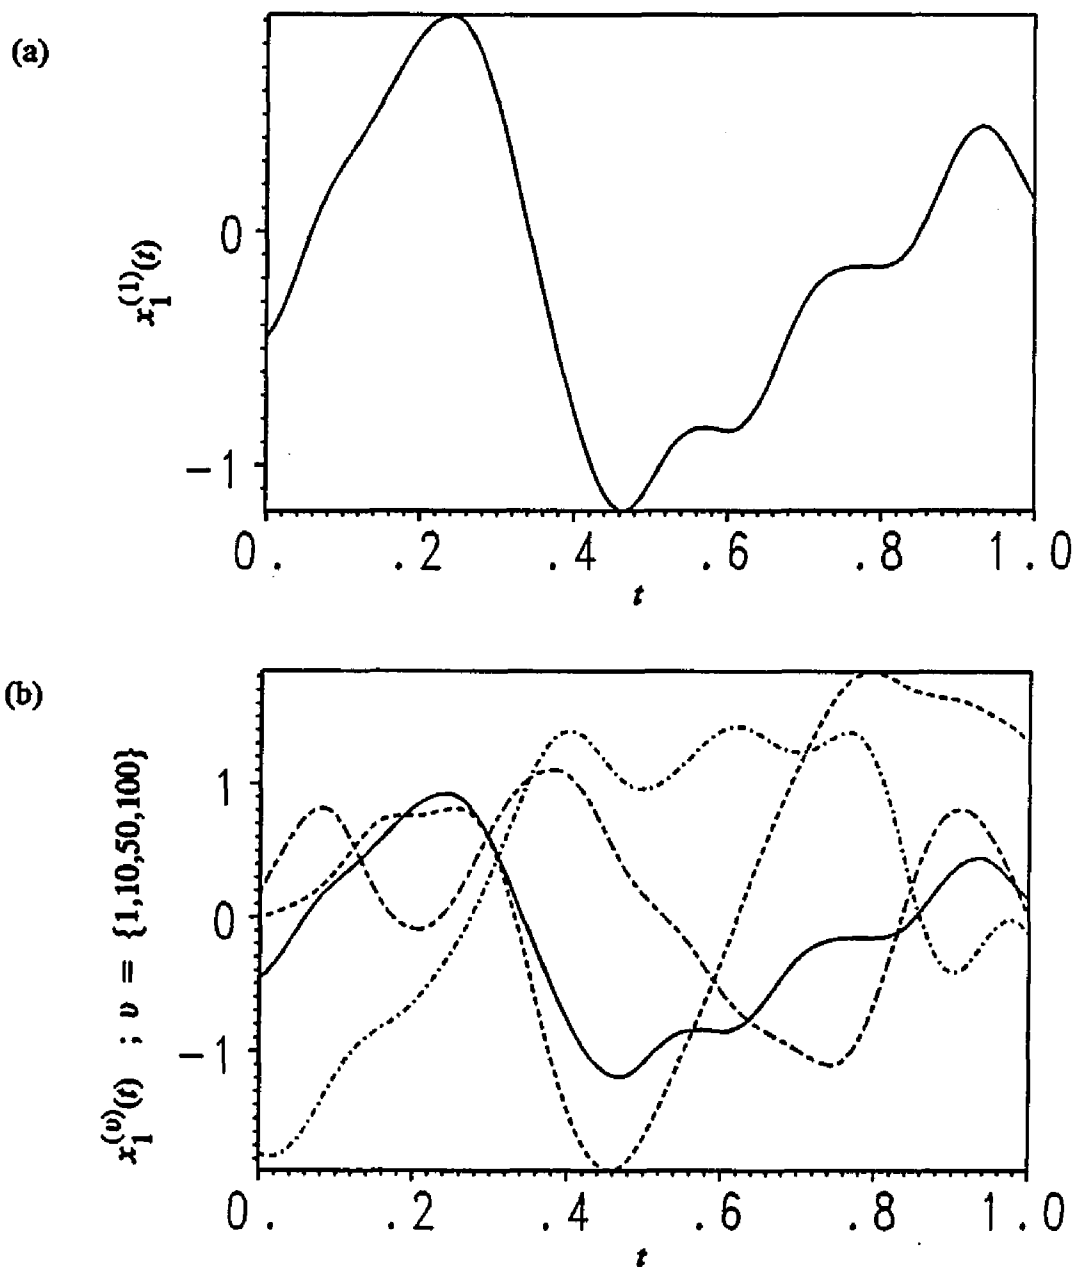 (a)
0
-1
x_1^{(1)}(t)
0. .2 .4 .6 .8 1.0
t
(b)
1
0
-1
x_1^{(υ)}(t) ; υ = {1,10,50,100}
0. .2 .4 .6 .8 1.0
t